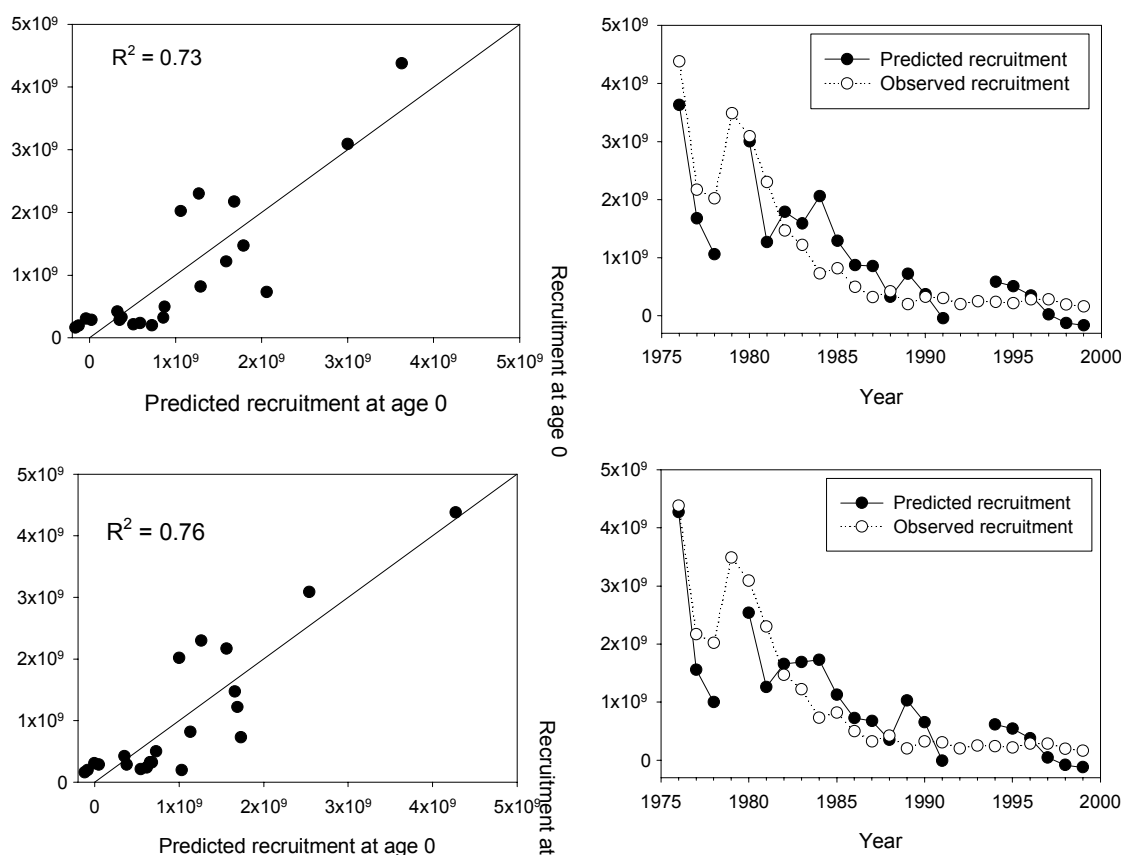 R² = 0.73
5x10⁹
4x10⁹
3x10⁹
2x10⁹
1x10⁹
0
0 1x10⁹ 2x10⁹ 3x10⁹ 4x10⁹ 5x10⁹
Predicted recruitment at age 0
Recruitment at age 0
5x10⁹
4x10⁹
3x10⁹
2x10⁹
1x10⁹
0
Predicted recruitment
Observed recruitment
1975 1980 1985 1990 1995 2000
Year
R² = 0.76
5x10⁹
4x10⁹
3x10⁹
2x10⁹
1x10⁹
0
0 1x10⁹ 2x10⁹ 3x10⁹ 4x10⁹ 5x10⁹
Predicted recruitment at age 0
Recruitment at
5x10⁹
4x10⁹
3x10⁹
2x10⁹
1x10⁹
0
Predicted recruitment
Observed recruitment
1975 1980 1985 1990 1995 2000
Year